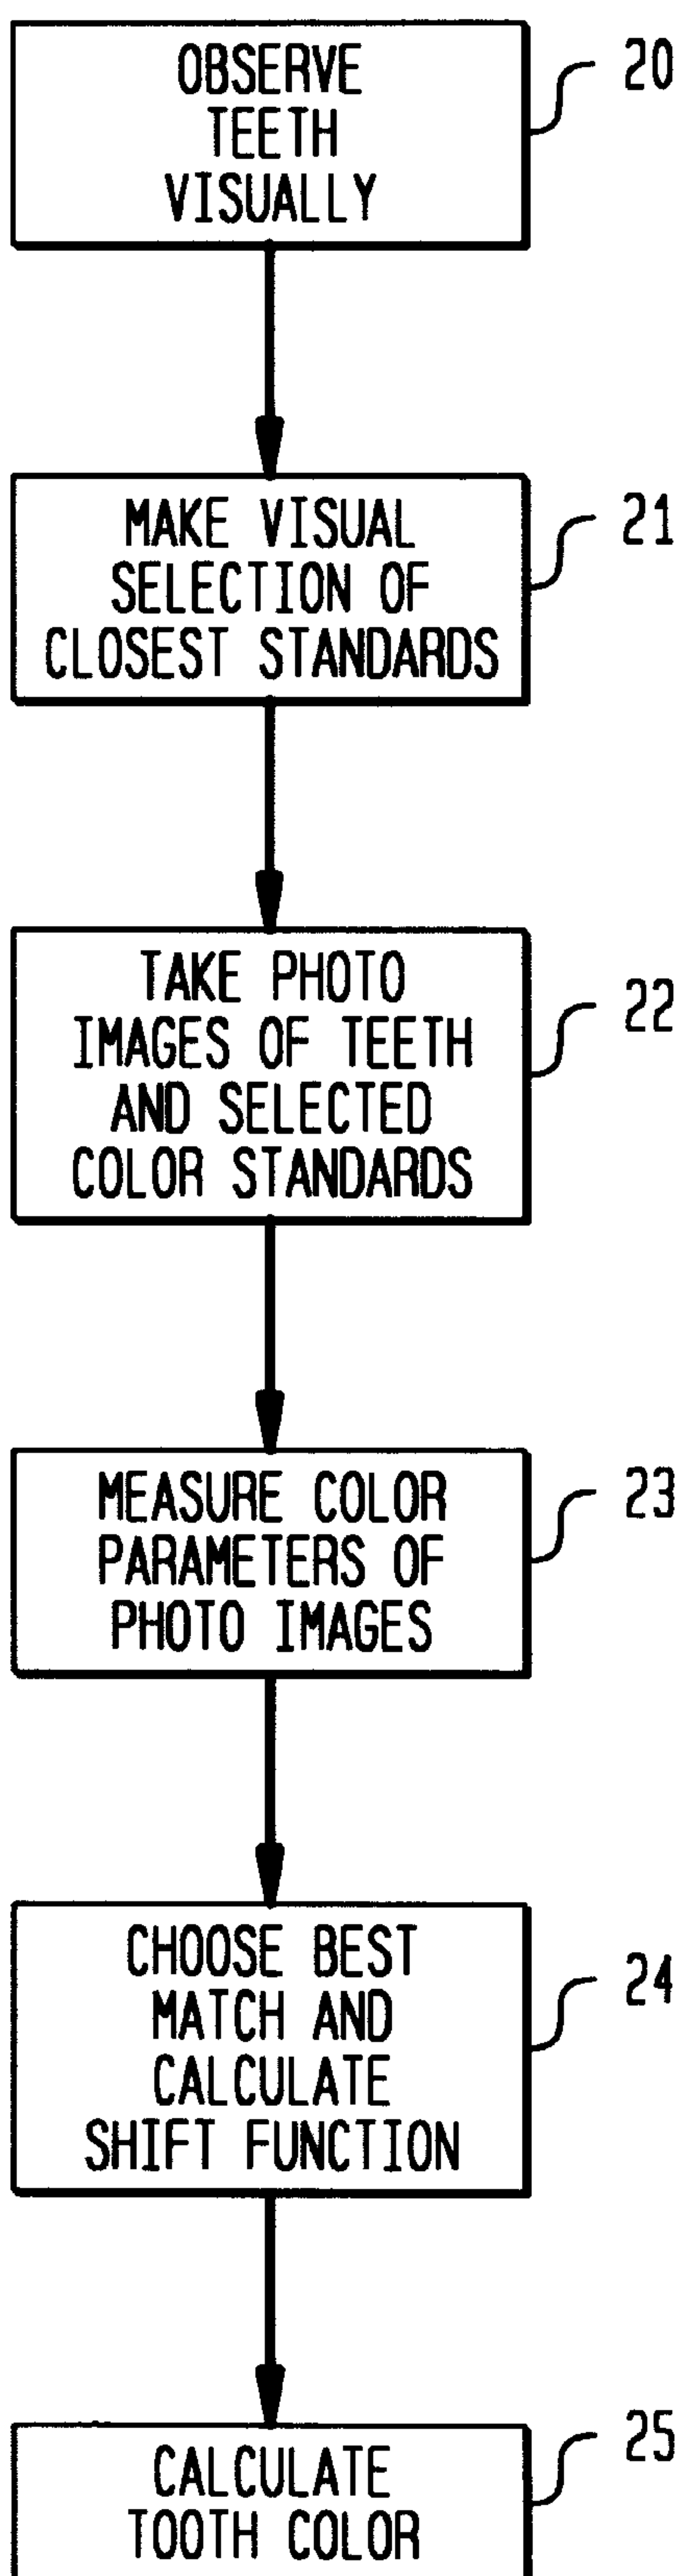 OBSERVE
TEETH
VISUALLY
20
MAKE VISUAL
SELECTION OF
CLOSEST STANDARDS
21
TAKE PHOTO
IMAGES OF TEETH
AND SELECTED
COLOR STANDARDS
22
MEASURE COLOR
PARAMETERS OF
PHOTO IMAGES
23
CHOOSE BEST
MATCH AND
CALCULATE
SHIFT FUNCTION
24
CALCULATE
TOOTH COLOR
25